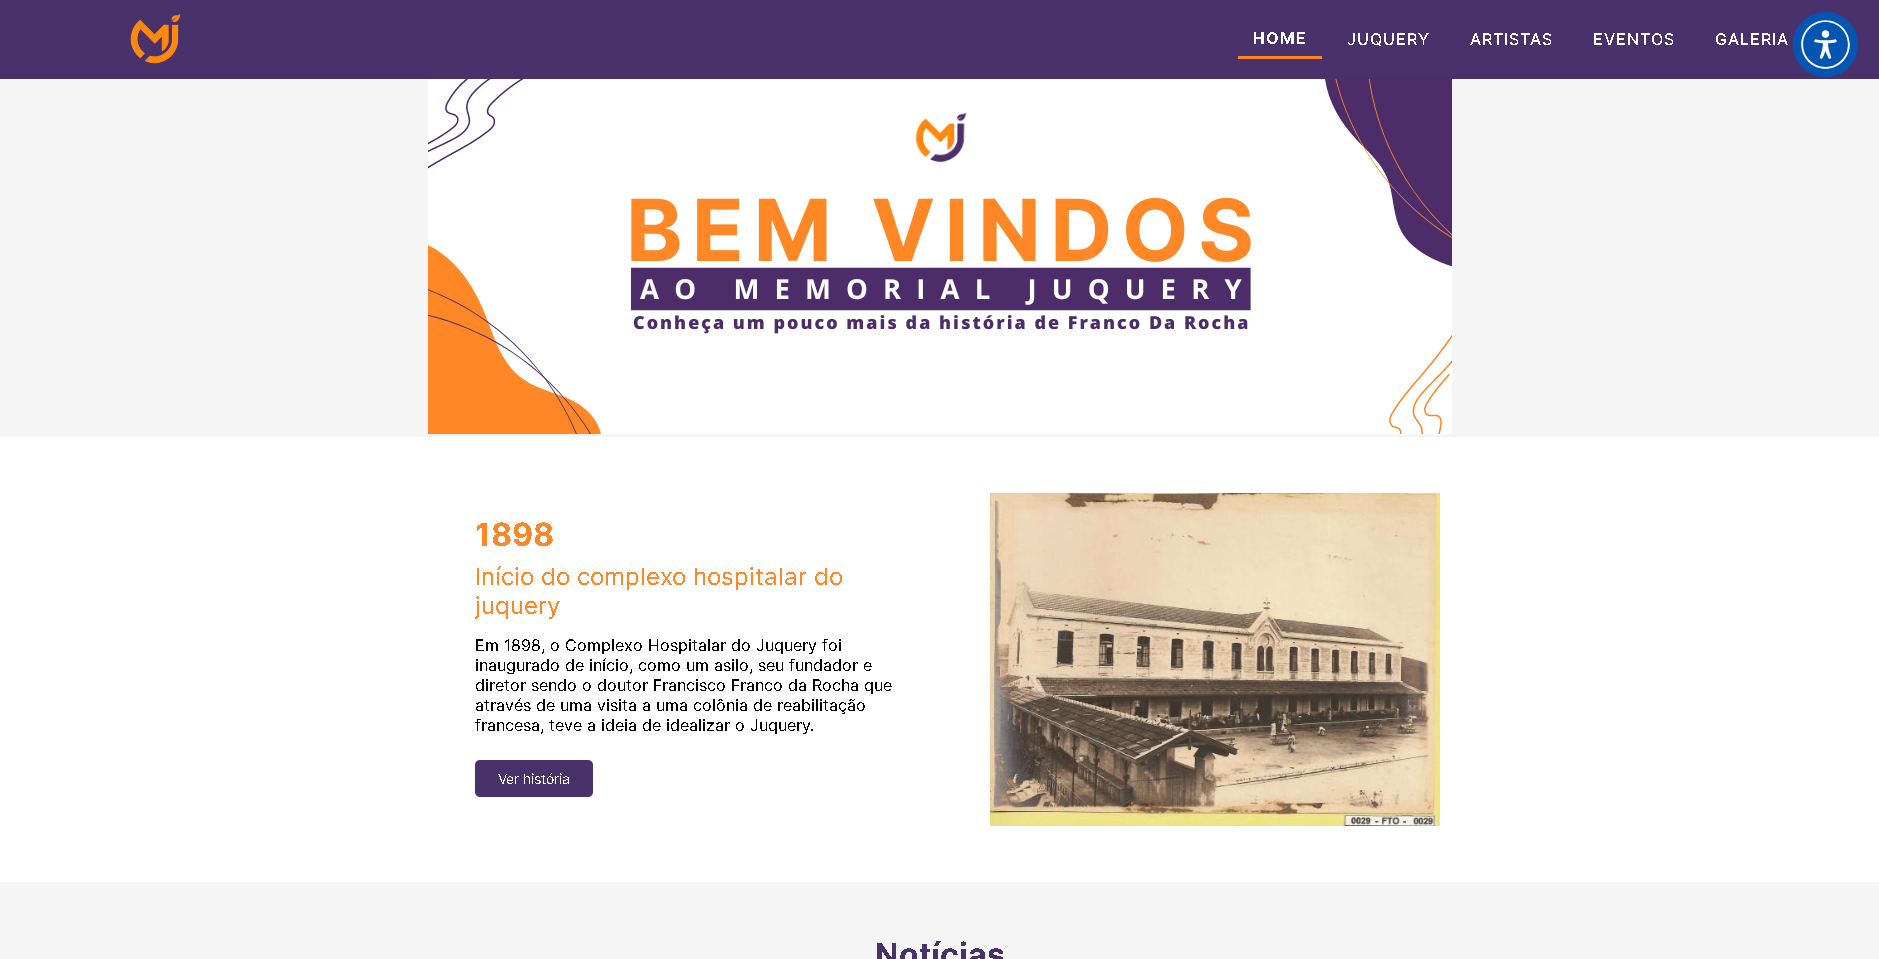 MJ
HOME
JUQUERY
ARTISTAS
EVENTOS
GALERIA
MJ
BEM VINDOS
AO MEMORIAL JUQUERY
Conheça um pouco mais da história de Franco Da Rocha
1898
Início do complexo hospitalar do
juquery
Em 1898, o Complexo Hospitalar do Juquery foi
inaugurado de início, como um asilo, seu fundador e
diretor sendo o doutor Francisco Franco da Rocha que
através de uma visita a uma colônia de reabilitação
francesa, teve a ideia de idealizar o Juquery.
Ver história
0029 - FTO - 0029
Notícias